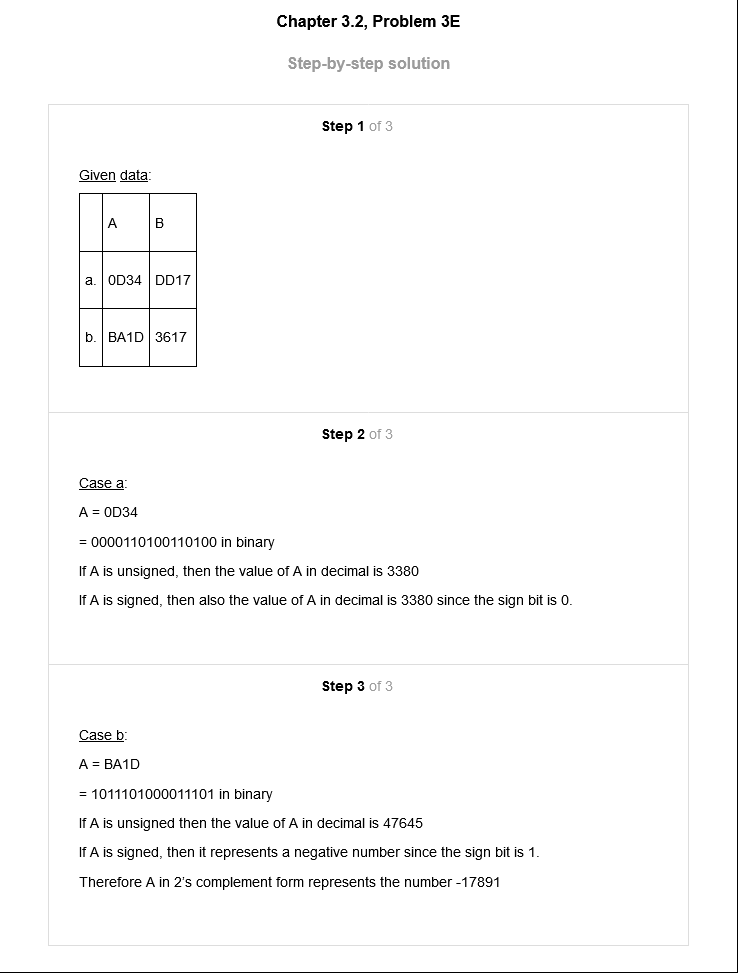 Chapter 3.2, Problem 3E
Step-by-step solution
Step 1 of 3
Given data:
A B
a. 0D34 DD17
b. BA1D 3617
Step 2 of 3
Case a:
A = 0D34
= 0000110100110100 in binary
If A is unsigned, then the value of A in decimal is 3380
If A is signed, then also the value of A in decimal is 3380 since the sign bit is 0.
Step 3 of 3
Case b:
A = BA1D
= 1011101000011101 in binary
If A is unsigned then the value of A in decimal is 47645
If A is signed, then it represents a negative number since the sign bit is 1.
Therefore A in 2's complement form represents the number -17891